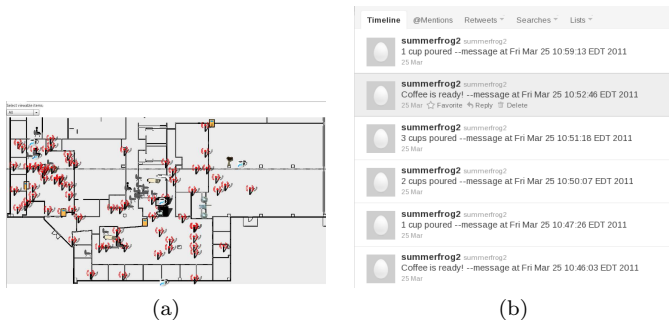 Select viewable items:
All
Timeline @Mentions Retweets Searches Lists
summerfrog2 summerfrog2
1 cup poured --message at Fri Mar 25 10:59:13 EDT 2011
25 Mar
summerfrog2 summerfrog2
Coffee is ready! --message at Fri Mar 25 10:52:46 EDT 2011
25 Mar Favorite Reply Delete
summerfrog2 summerfrog2
3 cups poured --message at Fri Mar 25 10:51:18 EDT 2011
25 Mar
summerfrog2 summerfrog2
2 cups poured --message at Fri Mar 25 10:50:07 EDT 2011
25 Mar
summerfrog2 summerfrog2
1 cup poured --message at Fri Mar 25 10:47:26 EDT 2011
25 Mar
summerfrog2 summerfrog2
Coffee is ready! --message at Fri Mar 25 10:46:03 EDT 2011
25 Mar
(a) (b)